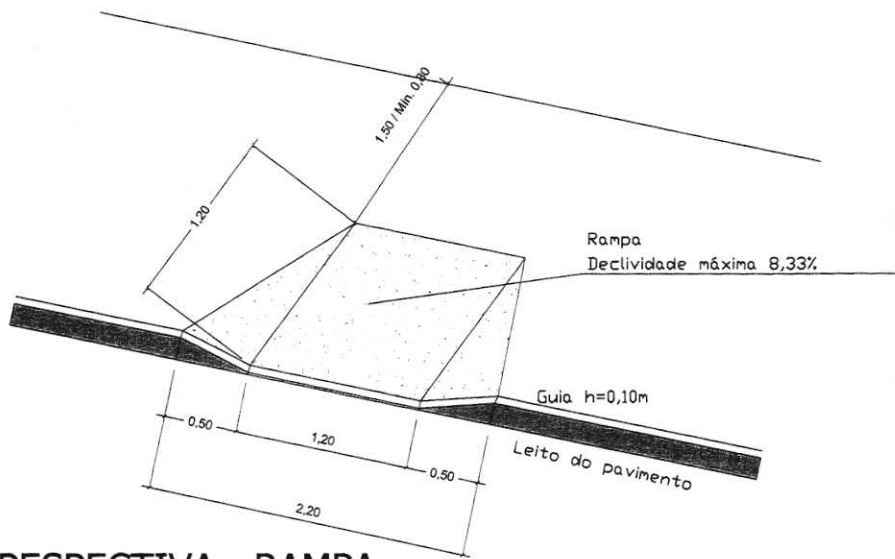 1.50 / Min. 0,80
1,20
Rampa
Declividade máxima 8,33%
Guia h=0,10m
Leito do pavimento
0,50
1,20
0,50
2,20
PERSPECTIVA - RAMPA